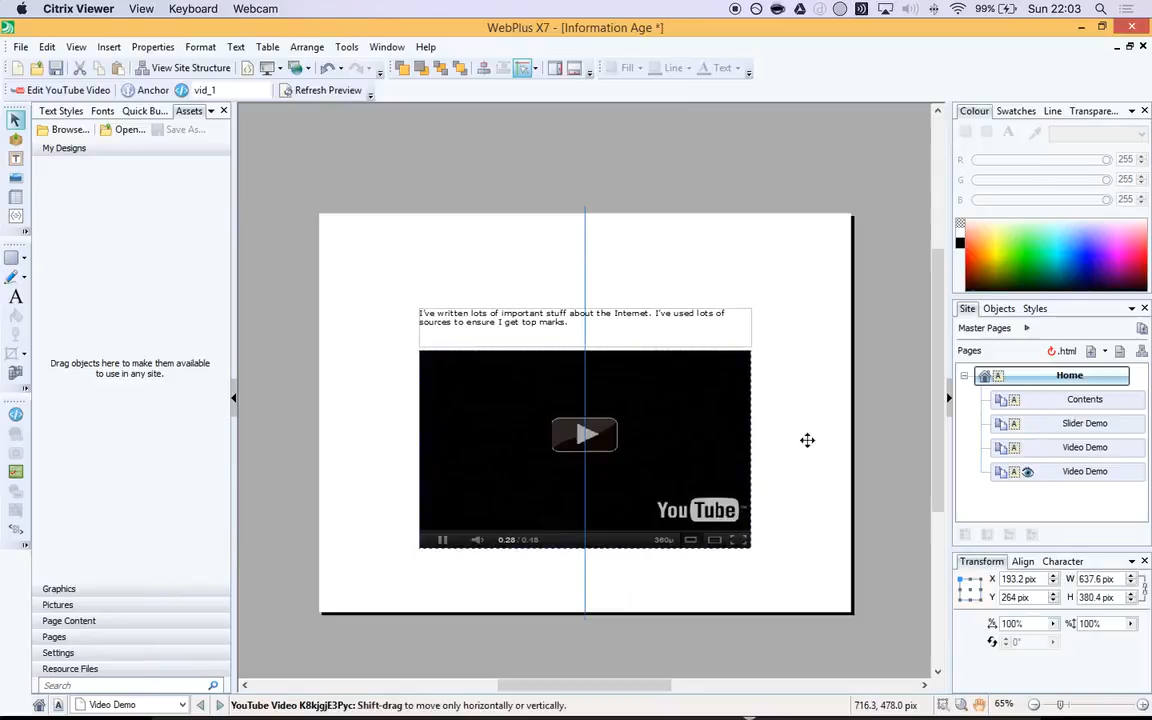 Citrix Viewer View Keyboard Webcam 99% Sun 22:03
WebPlus X7 - [Information Age *]
File Edit View Insert Properties Format Text Table Arrange Tools Window Help
View Site Structure Fill Line Text
Edit YouTube Video Anchor vid_1 Refresh Preview
Text Styles Fonts Quick Bu... Assets
Browse... Open... Save As...
My Designs
Drag objects here to make them available
to use in any site.
Graphics
Pictures
Page Content
Pages
Settings
Resource Files
Search
I've written lots of important stuff about the Internet. I've used lots of
sources to ensure I get top marks.
YouTube
0.28 / 0.48 360p
Colour Swatches Line Transpare...
R 255
G 255
B 255
Site Objects Styles
Master Pages
Pages .html
Home
Contents
Slider Demo
Video Demo
Video Demo
Transform Align Character
X 193.2 pix W 637.6 pix
Y 264 pix H 380.4 pix
100% 100%
0°
Video Demo YouTube Video K8kjgjE3Pyc: Shift-drag to move only horizontally or vertically. 716.3, 478.0 pix 65%